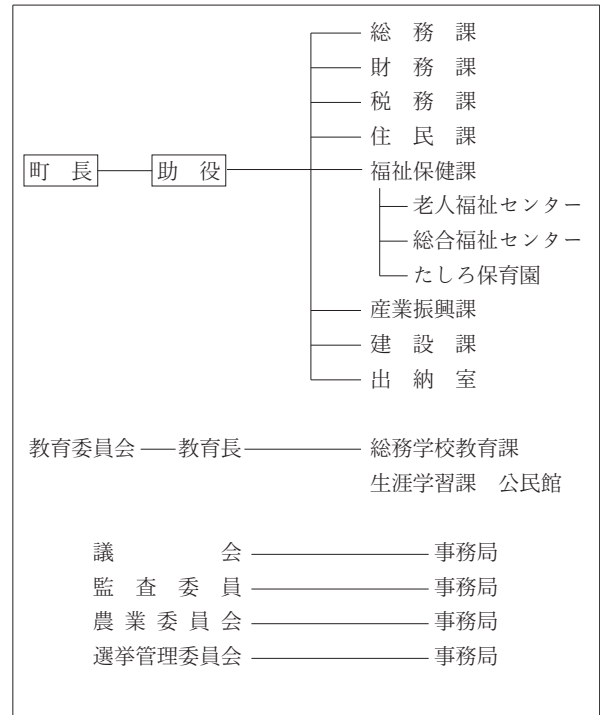 総務課
財務課
税務課
住民課
町長 助役 福祉保健課
老人福祉センター
総合福祉センター
たしろ保育園
産業振興課
建設課
出納室
教育委員会 教育長 総務学校教育課
生涯学習課 公民館
議会 事務局
監査委員 事務局
農業委員会 事務局
選挙管理委員会 事務局